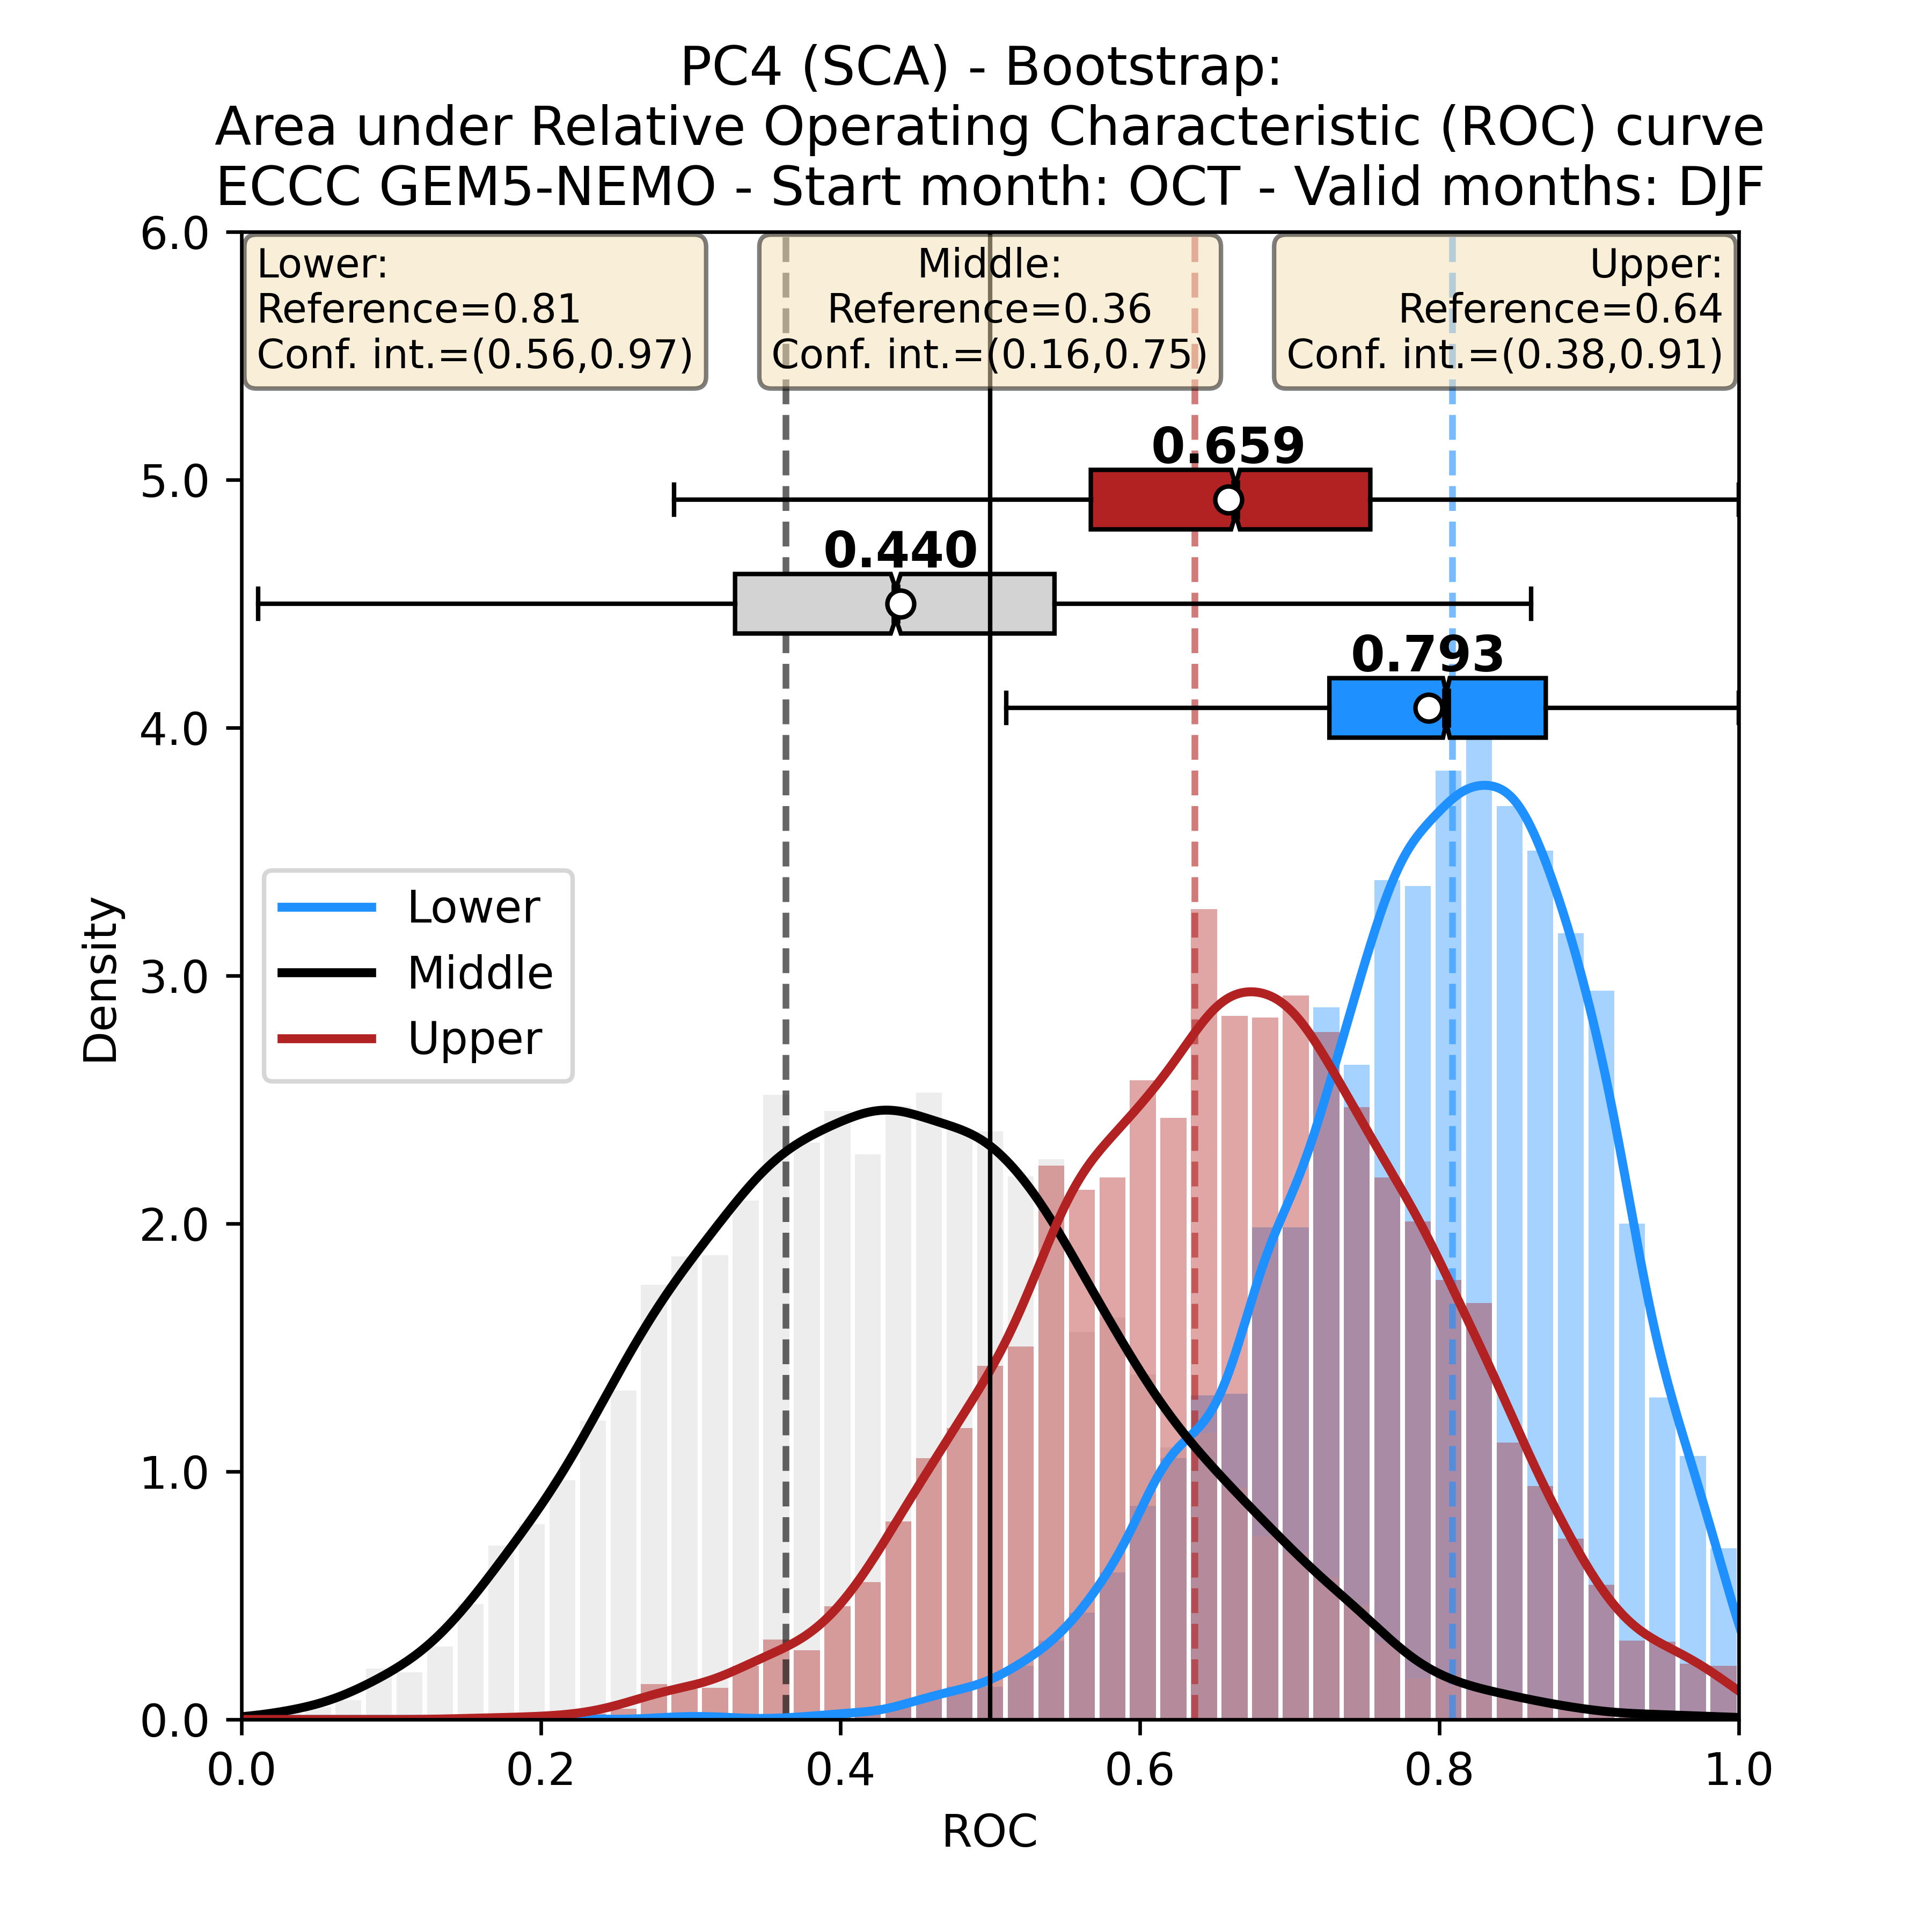 PC4 (SCA) - Bootstrap:
Area under Relative Operating Characteristic (ROC) curve
ECCC GEM5-NEMO - Start month: OCT - Valid months: DJF
6.0
Lower:
Reference=0.81
Conf. int.=(0.56,0.97)
Middle:
Reference=0.36
Conf. int.=(0.16,0.75)
Upper:
Reference=0.64
Conf. int.=(0.38,0.91)
0.659
5.0
0.440
0.793
4.0
Lower
Middle
Upper
Density
3.0
2.0
1.0
0.0
0.0
0.2
0.4
0.6
0.8
1.0
ROC